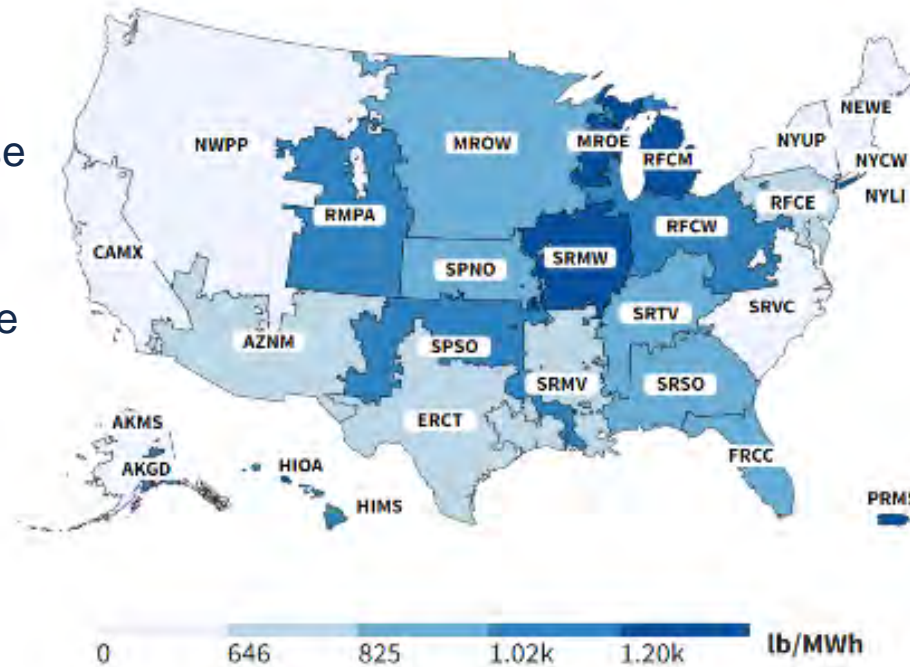 se
e
NWPP
MROW
MROE
RFCM
NEWE
NYUP
NYCW
NYLI
RFCE
RMPA
RFCW
CAMX
SPNO
SRMW
SRTV
SRVC
AZNM
SPSO
SRMV
SRSO
ERCT
AKMS
AKGD
HIOA
HIMS
FRCC
PRMS
0 646 825 1.02k 1.20k lb/MWh